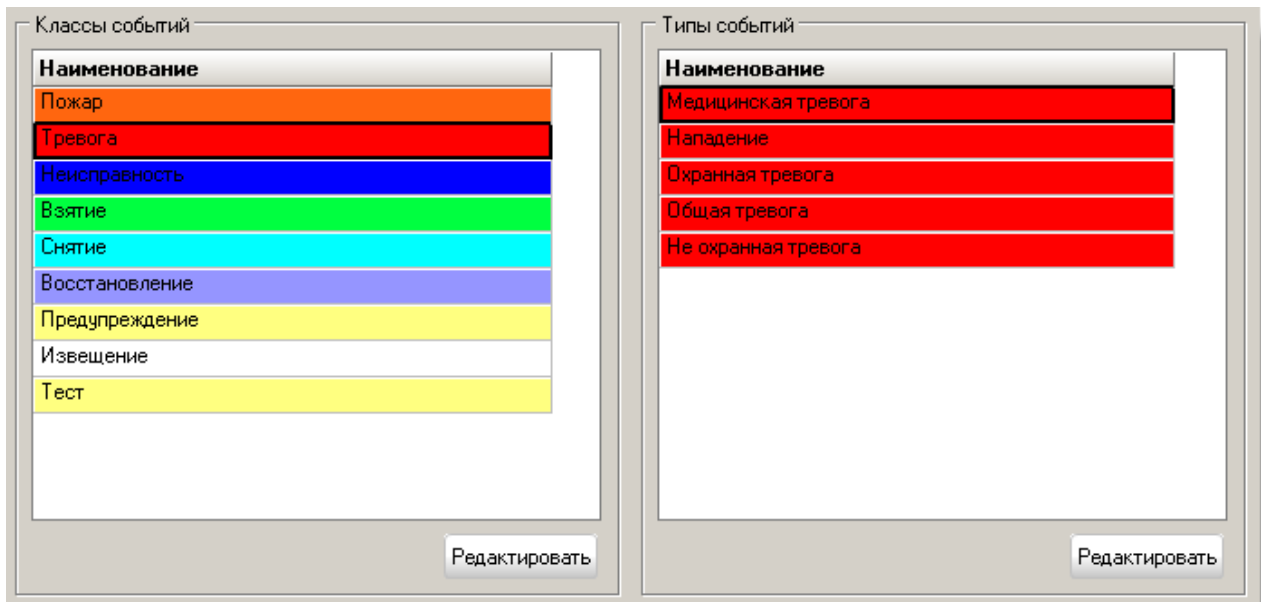 Классы событий
Наименование
Пожар
Тревога
Неисправность
Взятие
Снятие
Восстановление
Предупреждение
Извещение
Тест
Редактировать
Типы событий
Наименование
Медицинская тревога
Нападение
Охранная тревога
Общая тревога
Не охранная тревога
Редактировать